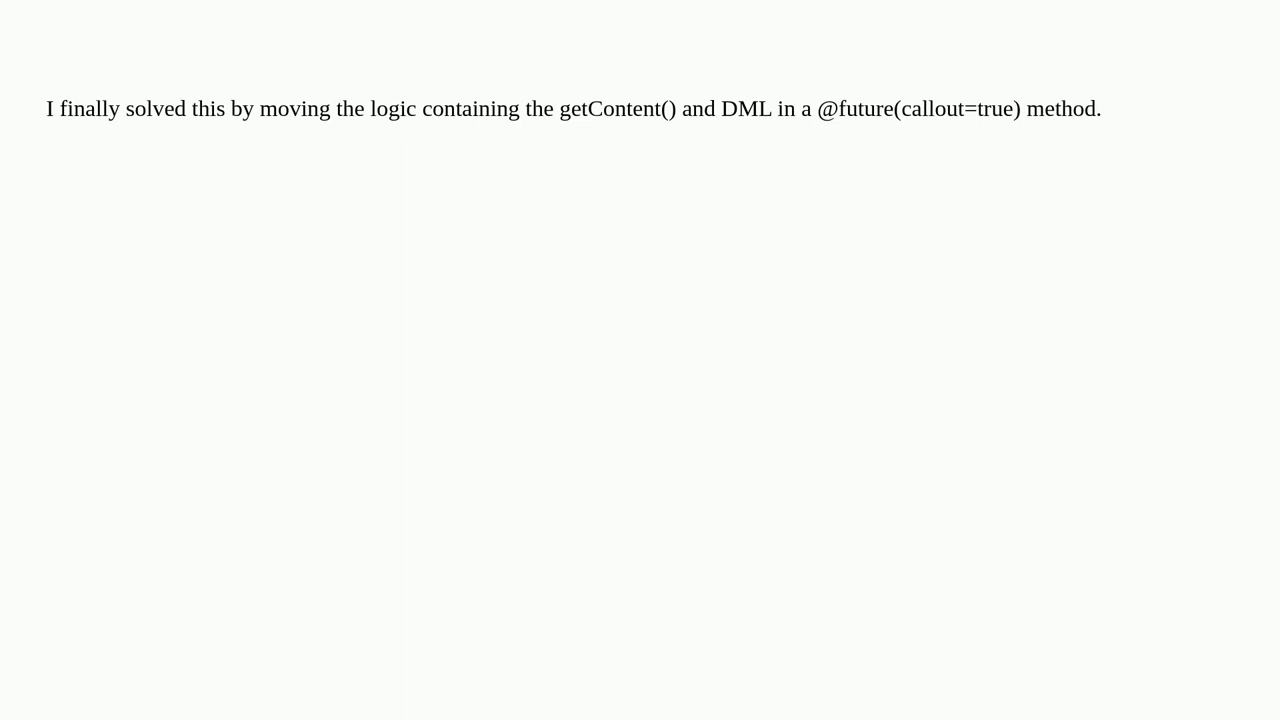 I finally solved this by moving the logic containing the getContent() and DML in a @future(callout=true) method.